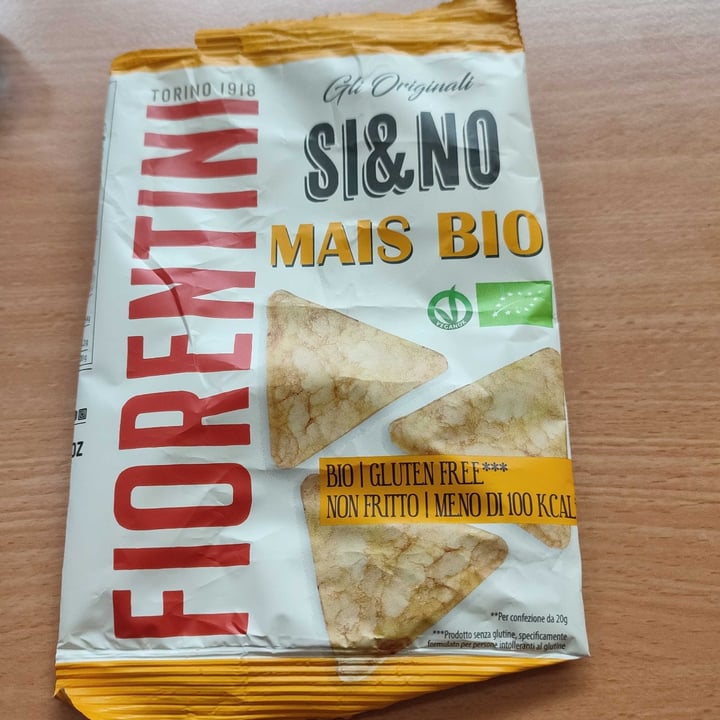 TORINO 1918
FIORENTINI
Gli Originali
SI&NO
MAIS BIO
VEGANOK
BIO | GLUTEN FREE***
NON FRITTO | MENO DI 100 KCAL
**Per confezione da 20g
***Prodotto senza glutine, specificamente
formulato per persone intolleranti al glutine
OZ